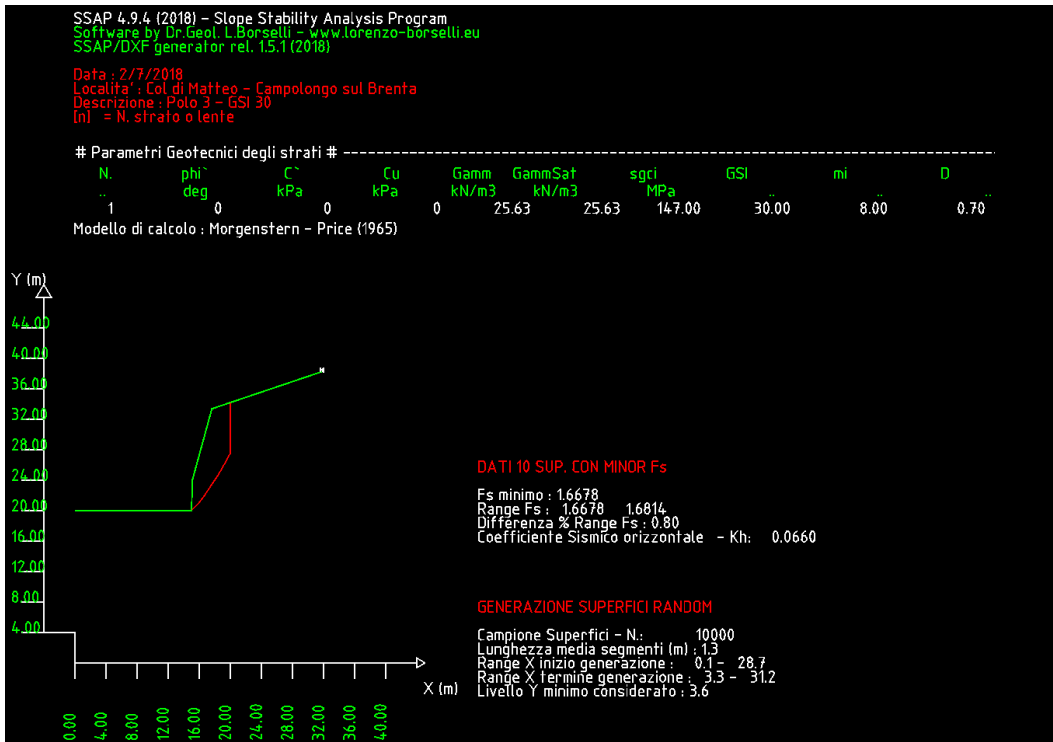 SSAP 4.9.4 (2018) - Slope Stability Analysis Program
Software by Dr.Geol. L.Borselli - www.lorenzo-borselli.eu
SSAP/DXF generator rel. 1.5.1 (2018)
Data : 2/7/2018
Localita' : Col di Matteo - Campolongo sul Brenta
Descrizione : Polo 3 - GSI 30
[n] = N. strato o lente
# Parametri Geotecnici degli strati # -----------------------------------------------------------------------
N. phi` C` Cu Gamm GammSat sgci GSI mi D
.. deg kPa kPa kN/m3 kN/m3 MPa .. .. ..
1 0 0 0 25.63 25.63 147.00 30.00 8.00 0.70
Modello di calcolo : Morgenstern - Price (1965)
Y (m)
44.00
40.00
36.00
32.00
28.00
24.00
20.00
16.00
12.00
8.00
4.00
DATI 10 SUP. CON MINOR Fs
Fs minimo : 1.6678
Range Fs : 1.6678 1.6814
Differenza % Range Fs : 0.80
Coefficiente Sismico orizzontale - Kh: 0.0660
GENERAZIONE SUPERFICI RANDOM
Campione Superfici - N.: 10000
Lunghezza media segmenti (m) : 1.3
Range X inizio generazione : 0.1 - 28.7
Range X termine generazione : 3.3 - 31.2
Livello Y minimo considerato : 3.6
X (m)
0.00 4.00 8.00 12.00 16.00 20.00 24.00 28.00 32.00 36.00 40.00